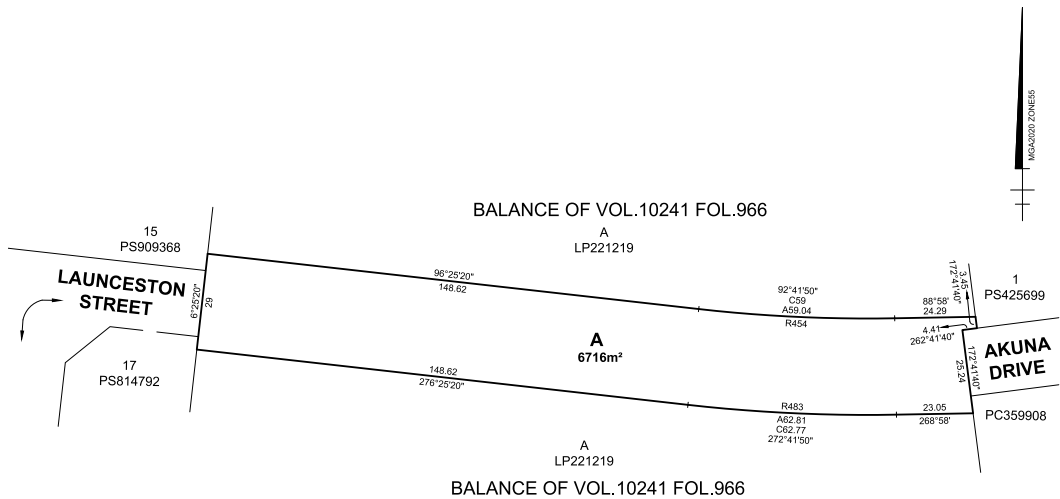 MGA2020 ZONE55
BALANCE OF VOL.10241 FOL.966
A
LP221219
15
PS909368
LAUNCESTON
STREET
6°25'20"
29
17
PS814792
96°25'20"
148.62
92°41'50"
C59
A59.04
R454
88°58'
24.29
3.45
172°41'40"
1
PS425699
4.41
262°41'40"
172°41'40"
25.24
AKUNA
DRIVE
A
6716m²
148.62
276°25'20"
R483
A62.81
C62.77
272°41'50"
23.05
268°58'
PC359908
A
LP221219
BALANCE OF VOL.10241 FOL.966